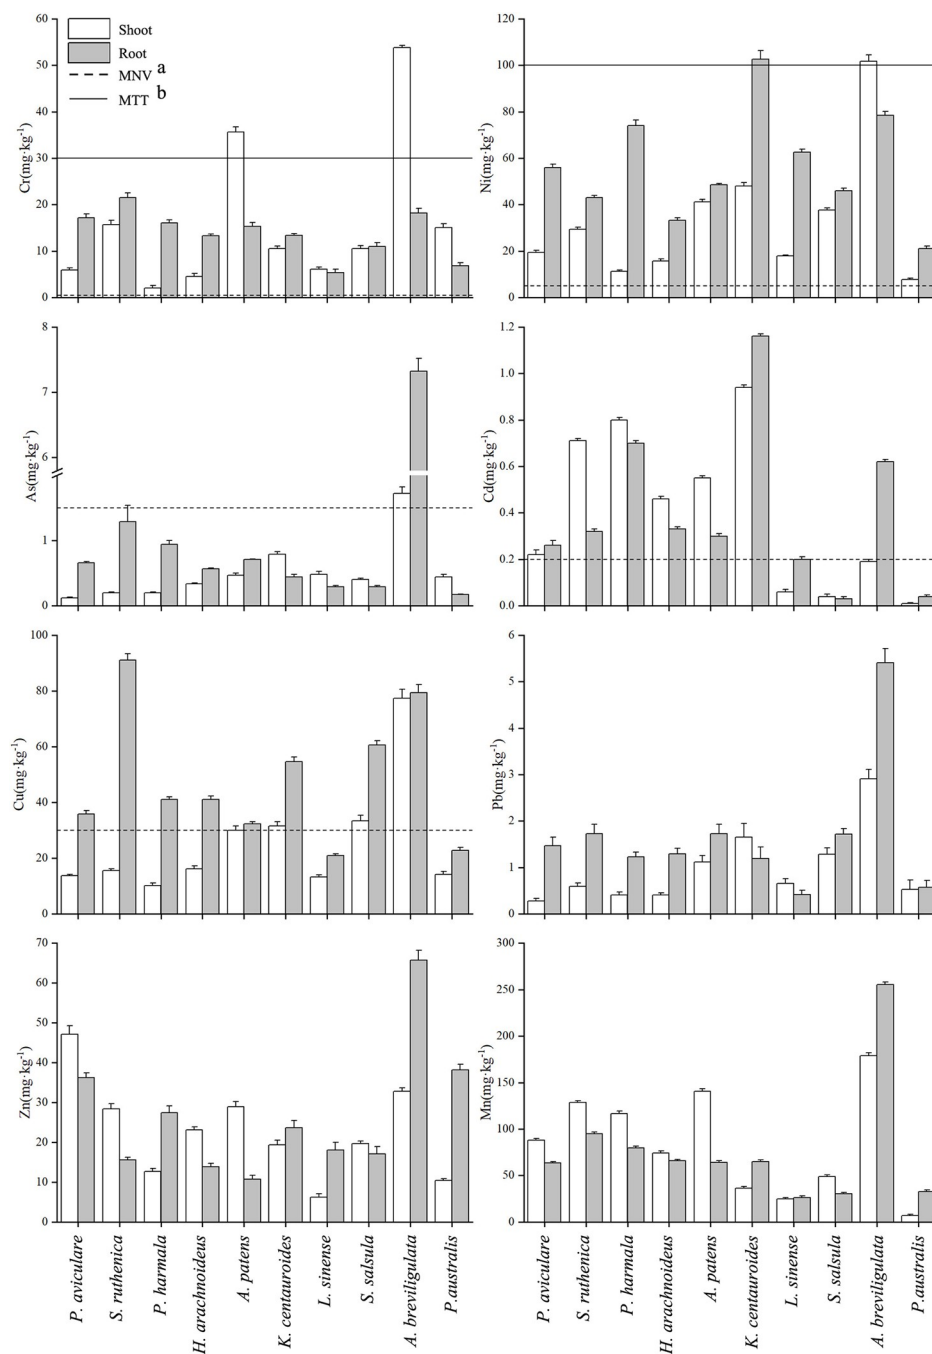 Shoot
Root
MNV a
MTT b
60
50
40
30
20
10
0
Cr(mg·kg⁻¹)
120
100
80
60
40
20
0
Ni(mg·kg⁻¹)
8
7
6
1
0
As(mg·kg⁻¹)
1.2
1.0
0.8
0.6
0.4
0.2
0.0
Cd(mg·kg⁻¹)
100
80
60
40
20
0
Cu(mg·kg⁻¹)
6
5
4
3
2
1
0
Pb(mg·kg⁻¹)
70
60
50
40
30
20
10
0
Zn(mg·kg⁻¹)
300
250
200
150
100
50
0
Mn(mg·kg⁻¹)
P. aviculare
S. ruthenica
P. harmala
H. arachnoideus
A. patens
K. centauroides
L. sinense
S. salsula
A. breviligulata
P.australis
P. aviculare
S. ruthenica
P. harmala
H. arachnoideus
A. patens
K. centauroides
L. sinense
S. salsula
A. breviligulata
P.australis